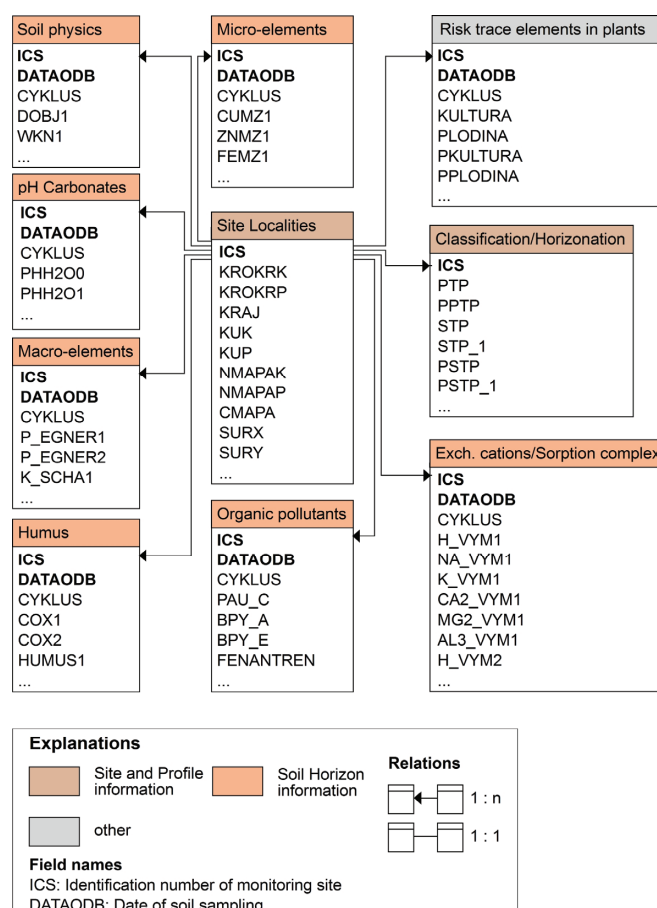 Soil physics
ICS
DATAODB
CYKLUS
DOBJ1
WKN1
...
Micro-elements
ICS
DATAODB
CYKLUS
CUMZ1
ZNMZ1
FEMZ1
...
Risk trace elements in plants
ICS
DATAODB
CYKLUS
KULTURA
PLODINA
PKULTURA
PPLODINA
...
pH Carbonates
ICS
DATAODB
CYKLUS
PHH2O0
PHH2O1
...
Site Localities
ICS
KROKRK
KROKRP
KRAJ
KUK
KUP
NMAPAK
NMAPAP
CMAPA
SURX
SURY
...
Classification/Horizonation
ICS
PTP
PPTP
STP
STP_1
PSTP
PSTP_1
...
Macro-elements
ICS
DATAODB
CYKLUS
P_EGNER1
P_EGNER2
K_SCHA1
...
Exch. cations/Sorption complex
ICS
DATAODB
CYKLUS
H_VYM1
NA_VYM1
K_VYM1
CA2_VYM1
MG2_VYM1
AL3_VYM1
H_VYM2
...
Humus
ICS
DATAODB
CYKLUS
COX1
COX2
HUMUS1
...
Organic pollutants
ICS
DATAODB
CYKLUS
PAU_C
BPY_A
BPY_E
FENANTREN
...
Explanations
Site and Profile
information
Soil Horizon
information
other
Relations
1 : n
1 : 1
Field names
ICS: Identification number of monitoring site
DATAODB: Date of soil sampling